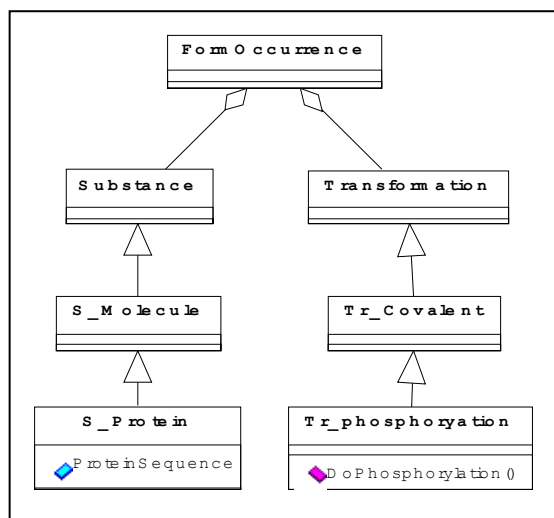 FormOccurrence
Substance
Transformation
S_Molecule
Tr_Covalent
S_Protein
Tr_phosphoryation
ProteinSequence
DoPhosphorylation()